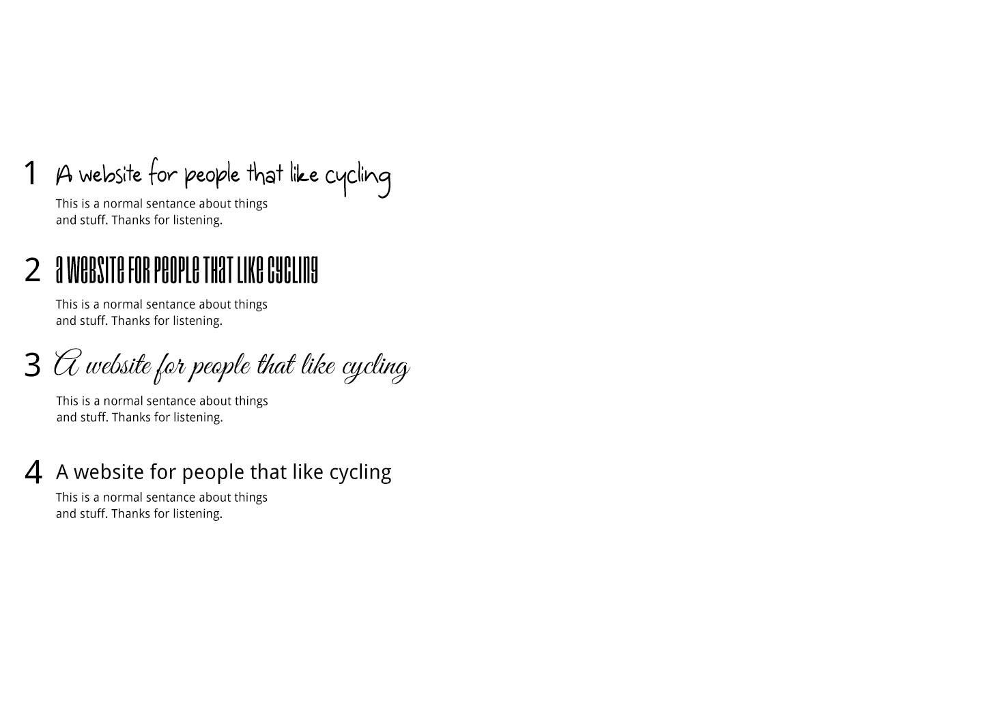 1 A website for people that like cycling
This is a normal sentance about things
and stuff. Thanks for listening.
2 a WeBSITe FOR PeOPLe THaT LIKe CYCLInG
This is a normal sentance about things
and stuff. Thanks for listening.
3 A website for people that like cycling
This is a normal sentance about things
and stuff. Thanks for listening.
4 A website for people that like cycling
This is a normal sentance about things
and stuff. Thanks for listening.